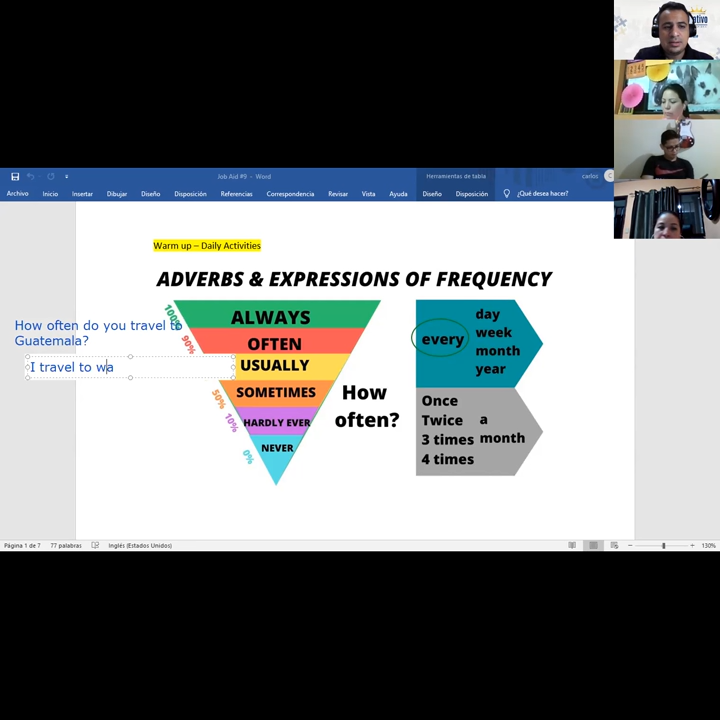 Job Aid #9 - Word
Herramientas de tabla
carlos
C
Archivo Inicio Insertar Dibujar Diseño Disposición Referencias Correspondencia Revisar Vista Ayuda Diseño Disposición ¿Qué desea hacer?
Warm up – Daily Activities
ADVERBS & EXPRESSIONS OF FREQUENCY
How often do you travel to
Guatemala?
I travel to wa
100%
90%
50%
10%
0%
ALWAYS
OFTEN
USUALLY
SOMETIMES
HARDLY EVER
NEVER
How
often?
every
day
week
month
year
Once
Twice
3 times
4 times
a
month
Página 1 de 7 77 palabras Inglés (Estados Unidos) 130%